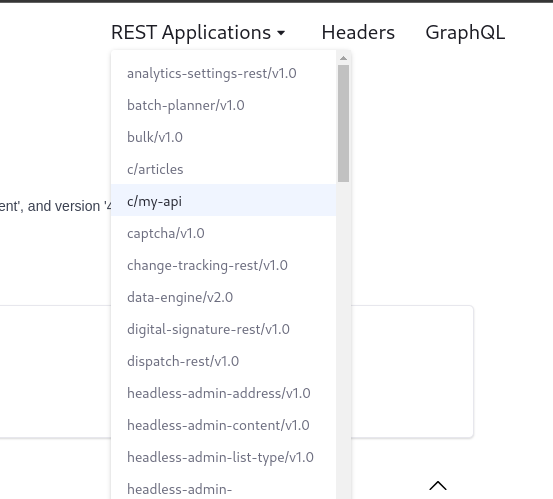 REST Applications Headers GraphQL
analytics-settings-rest/v1.0
batch-planner/v1.0
bulk/v1.0
c/articles
c/my-api
ent', and version '4
captcha/v1.0
change-tracking-rest/v1.0
data-engine/v2.0
digital-signature-rest/v1.0
dispatch-rest/v1.0
headless-admin-address/v1.0
headless-admin-content/v1.0
headless-admin-list-type/v1.0
headless-admin-